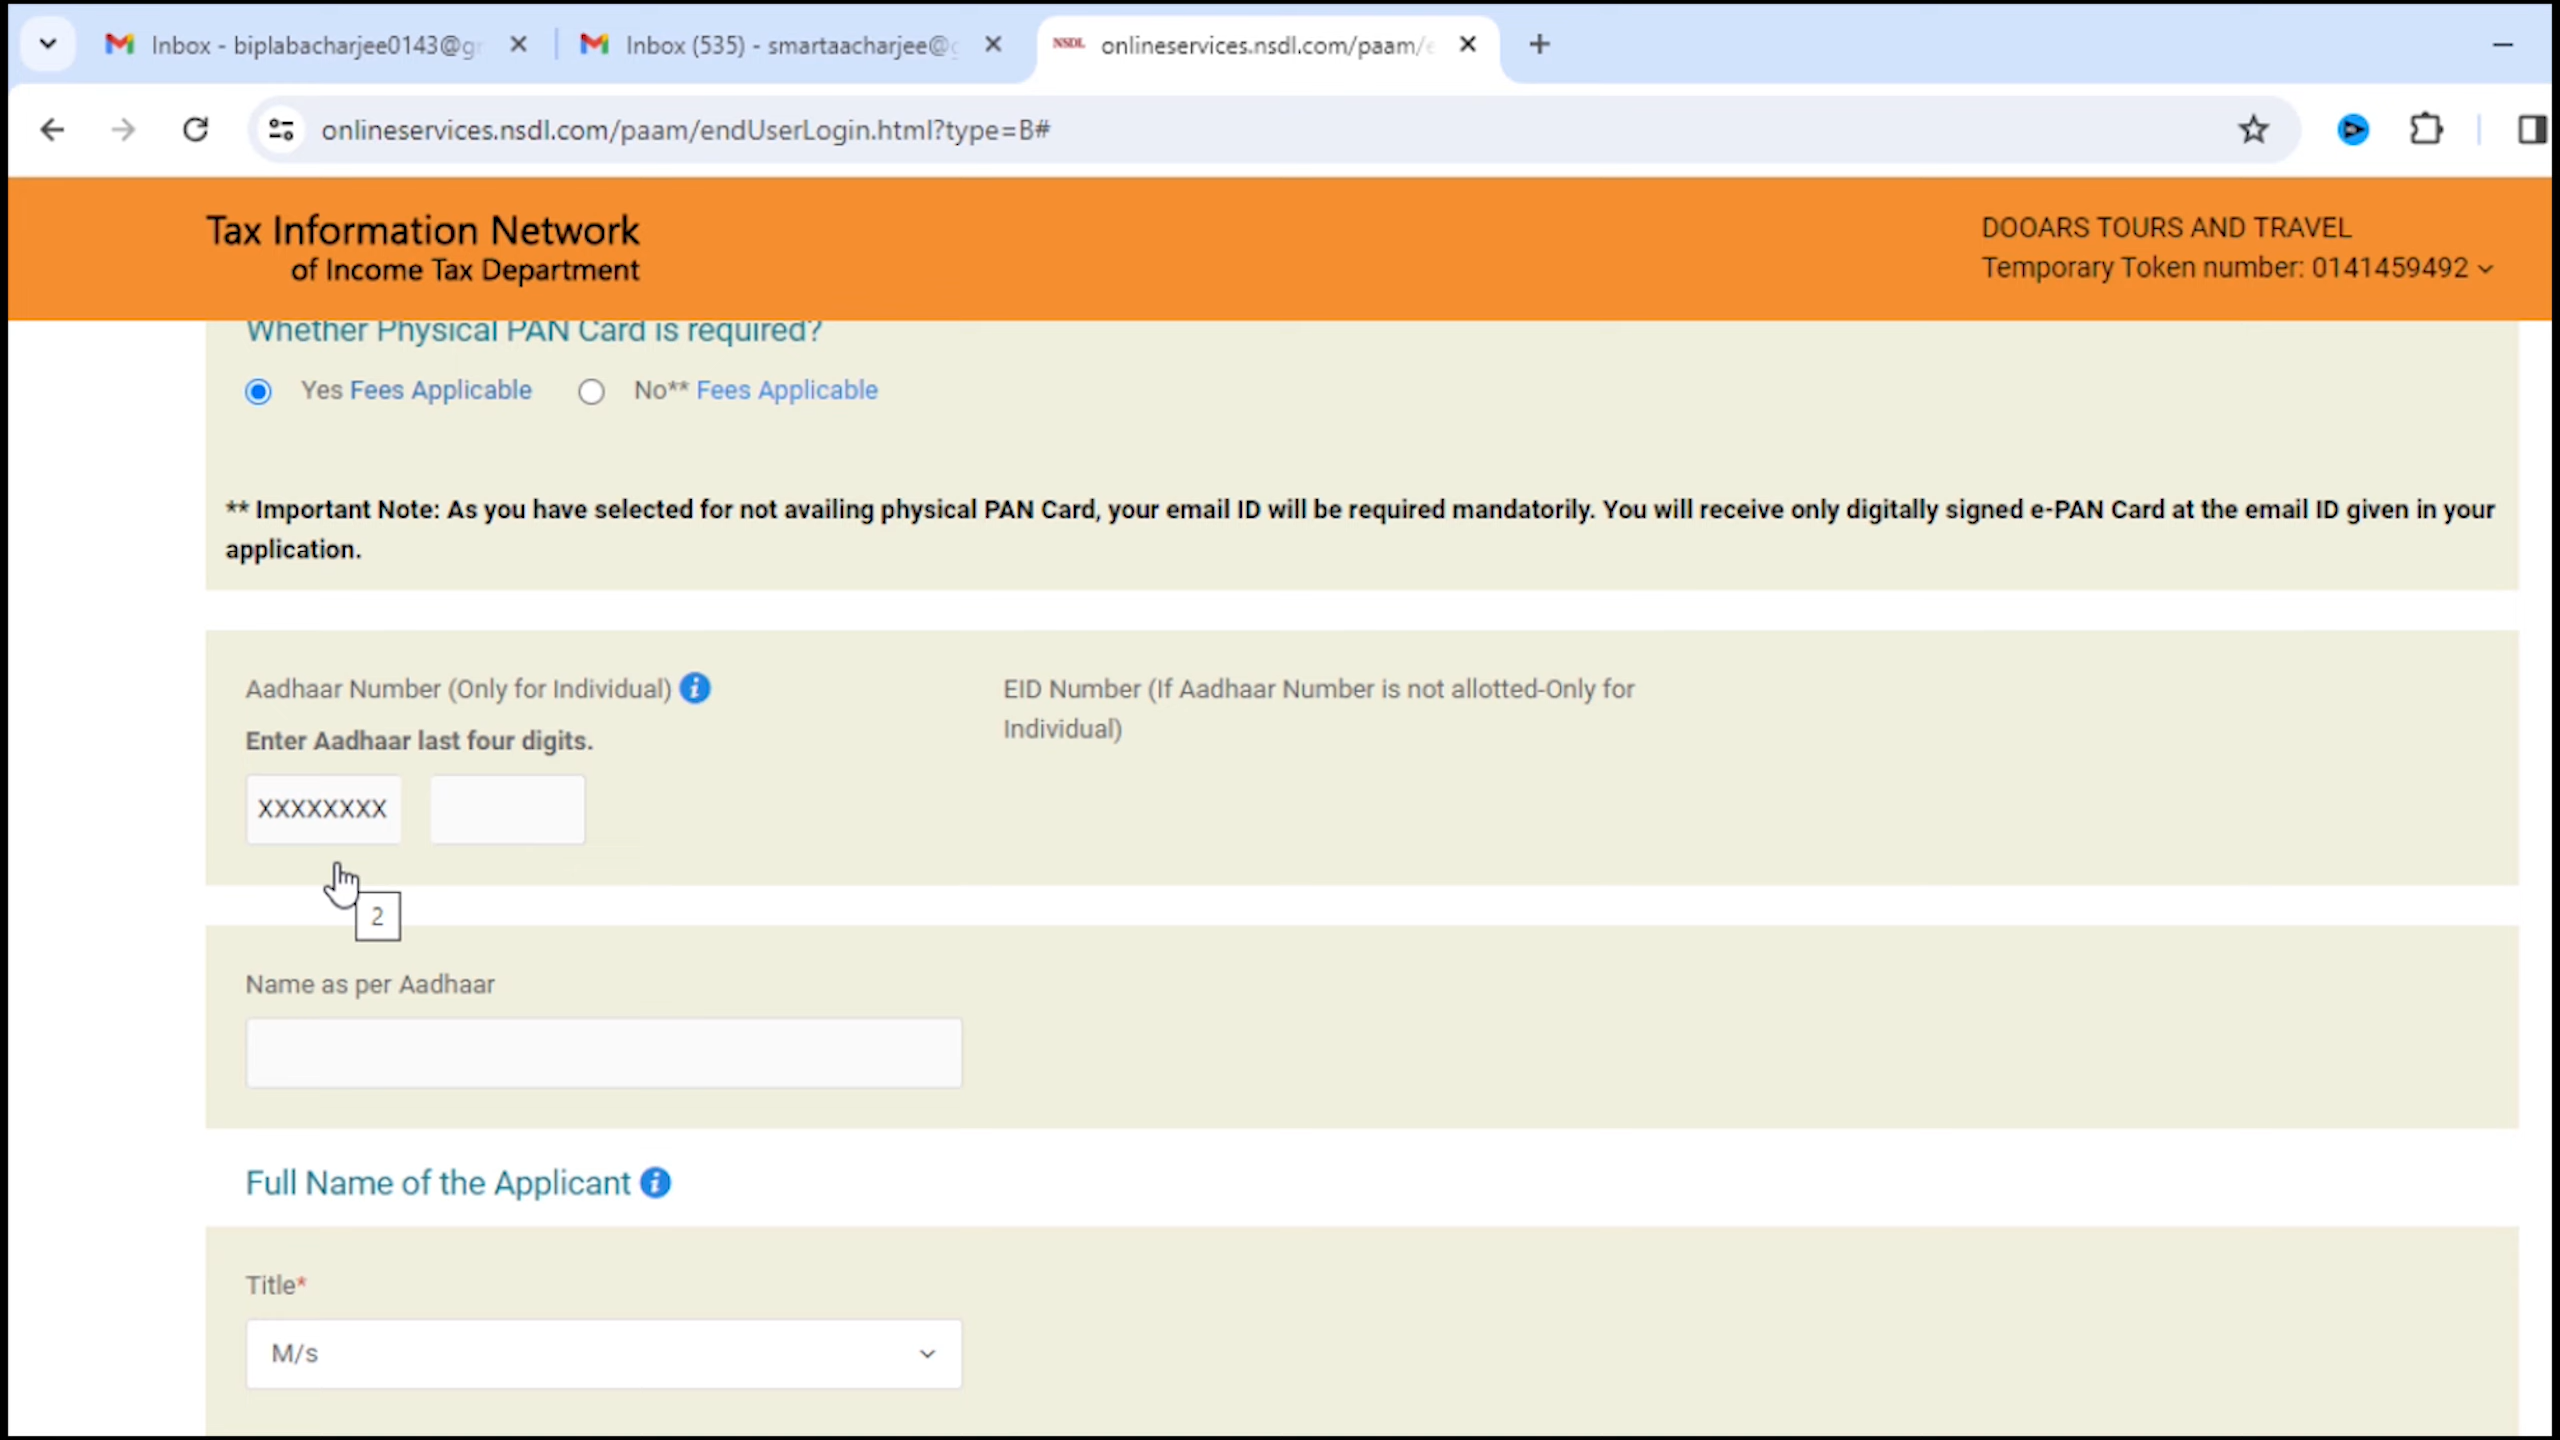 Inbox - biplabacharjee0143@g
Inbox (535) - smartaacharjee@
NSDL onlineservices.nsdl.com/paam/
onlineservices.nsdl.com/paam/endUserLogin.html?type=B#
Tax Information Network
of Income Tax Department
DOOARS TOURS AND TRAVEL
Temporary Token number: 0141459492
Whether Physical PAN Card is required?
Yes Fees Applicable
No** Fees Applicable
** Important Note: As you have selected for not availing physical PAN Card, your email ID will be required mandatorily. You will receive only digitally signed e-PAN Card at the email ID given in your
application.
Aadhaar Number (Only for Individual)
Enter Aadhaar last four digits.
XXXXXXXX
2
EID Number (If Aadhaar Number is not allotted-Only for
Individual)
Name as per Aadhaar
Full Name of the Applicant
Title*
M/s